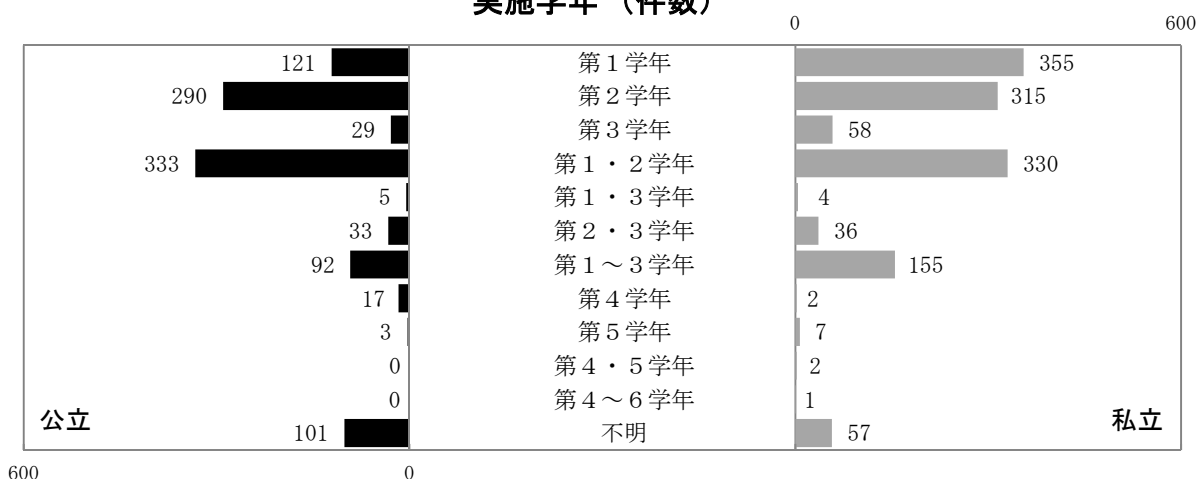 実施学年（件数）
0 600
121 第１学年 355
290 第２学年 315
29 第３学年 58
333 第１・２学年 330
5 第１・３学年 4
33 第２・３学年 36
92 第１～３学年 155
17 第４学年 2
3 第５学年 7
0 第４・５学年 2
0 第４～６学年 1
公立 私立
101 不明 57
600 0